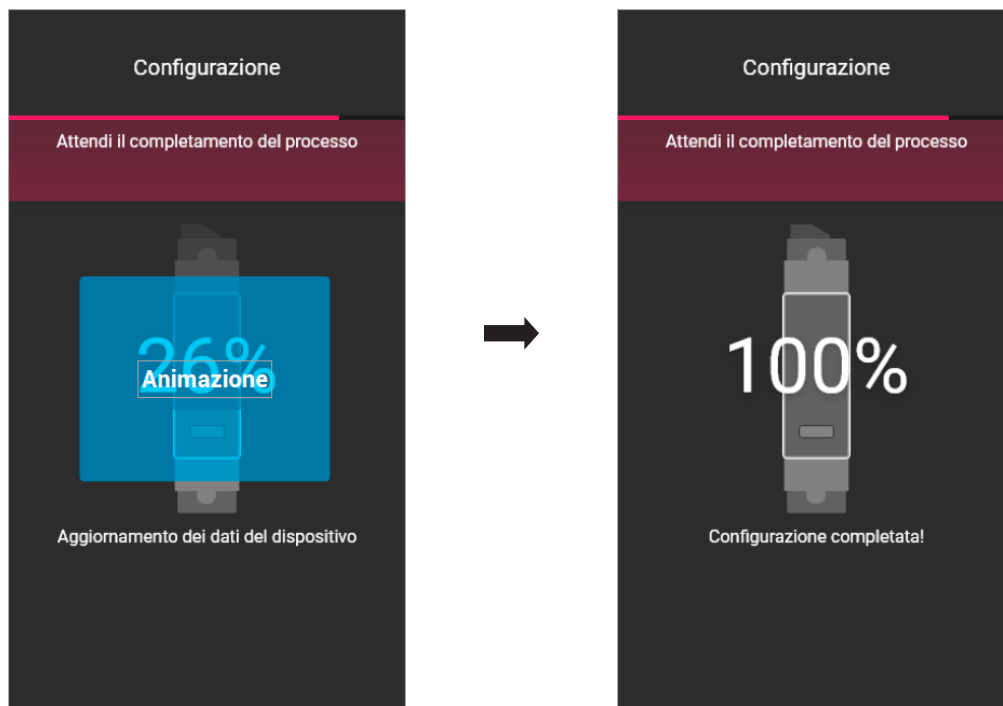 Configurazione
Attendi il completamento del processo
26%
Animazione
Aggiornamento dei dati del dispositivo
Configurazione
Attendi il completamento del processo
100%
Configurazione completata!